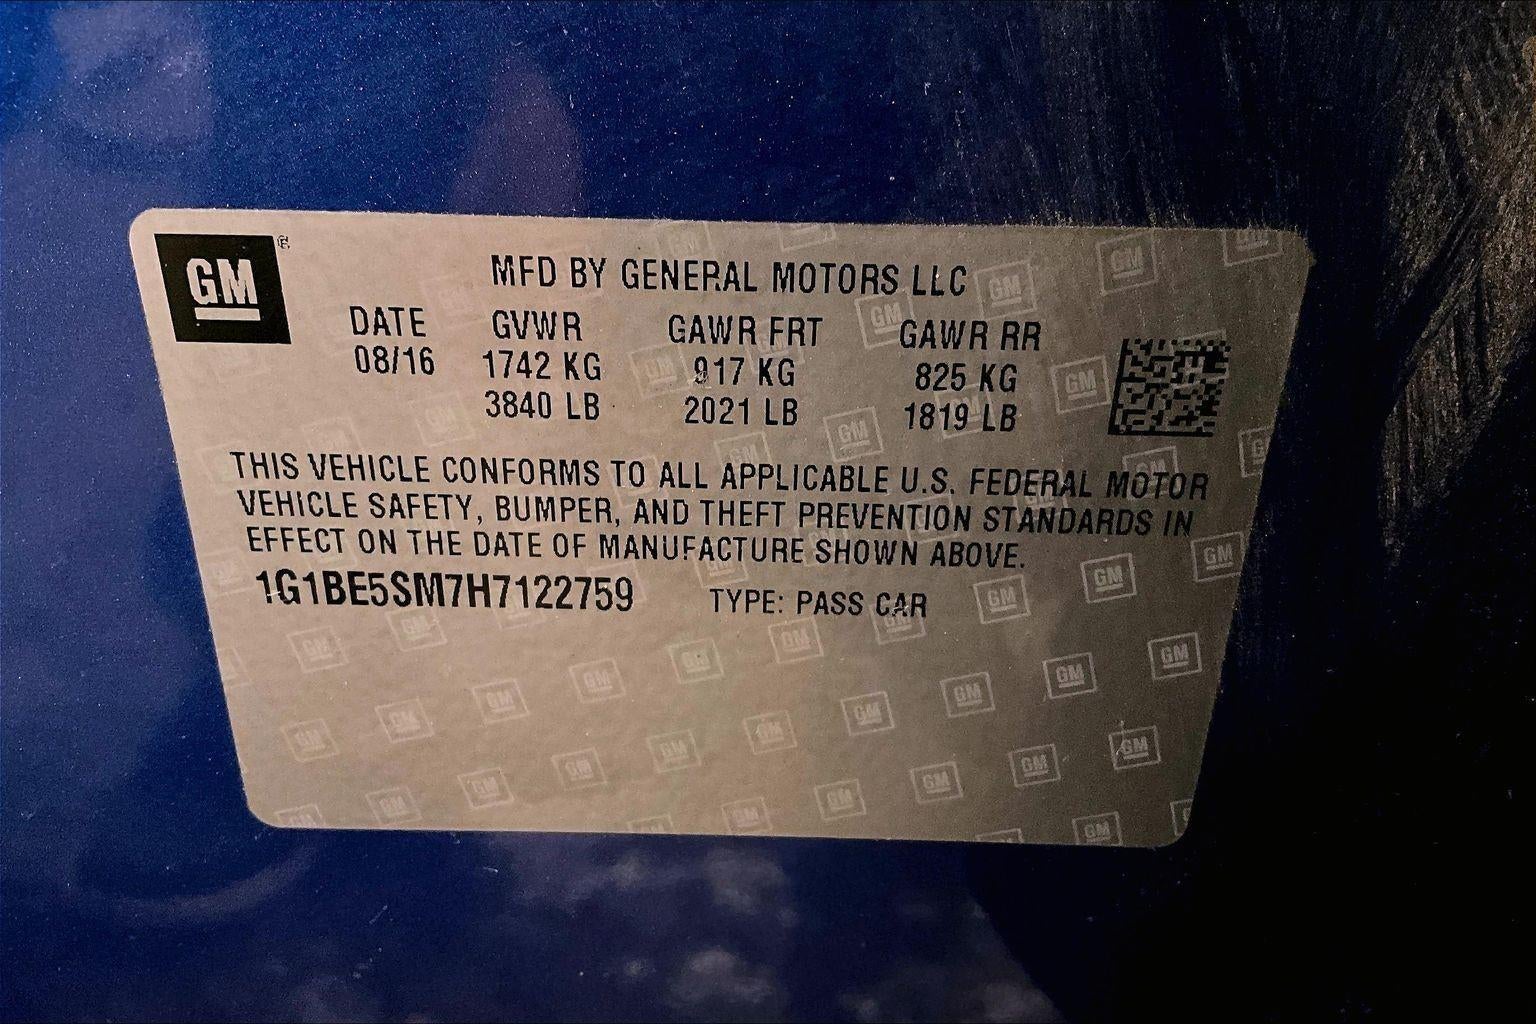 GM
MFD BY GENERAL MOTORS LLC
DATE GVWR GAWR FRT GAWR RR
08/16 1742 KG 917 KG 825 KG
3840 LB 2021 LB 1819 LB
THIS VEHICLE CONFORMS TO ALL APPLICABLE U.S. FEDERAL MOTOR
VEHICLE SAFETY, BUMPER, AND THEFT PREVENTION STANDARDS IN
EFFECT ON THE DATE OF MANUFACTURE SHOWN ABOVE.
1G1BE5SM7H7122759 TYPE: PASS CAR